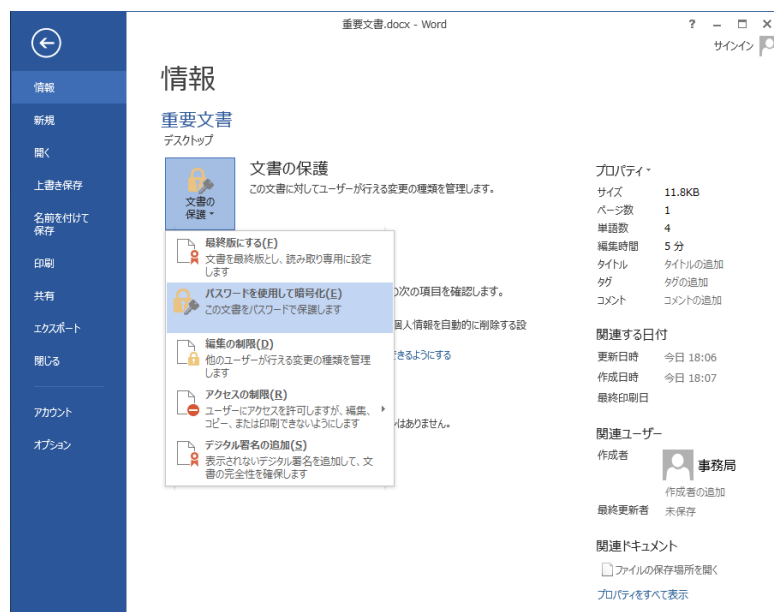 重要文書.docx - Word
?
サインイン
情報
新規
開く
上書き保存
名前を付けて
保存
印刷
共有
エクスポート
閉じる
アカウント
オプション
情報
重要文書
デスクトップ
文書の
保護
文書の保護
この文書に対してユーザーが行える変更の種類を管理します。
最終版にする(F)
文書を最終版とし、読み取り専用に設定
します
パスワードを使用して暗号化(E)
この文書をパスワードで保護します
の次の項目を確認します。
個人情報を自動的に削除する設
編集の制限(D)
他のユーザーが行える変更の種類を管理
します
できるようにする
アクセスの制限(R)
ユーザーにアクセスを許可しますが、編集、
コピー、または印刷できないようにします
はありません。
デジタル署名の追加(S)
表示されないデジタル署名を追加して、文
書の完全性を確保します
プロパティ
サイズ 11.8KB
ページ数 1
単語数 4
編集時間 5 分
タイトル タイトルの追加
タグ タグの追加
コメント コメントの追加
関連する日付
更新日時 今日 18:06
作成日時 今日 18:07
最終印刷日
関連ユーザー
作成者 事務局
作成者の追加
最終更新者 未保存
関連ドキュメント
ファイルの保存場所を開く
プロパティをすべて表示